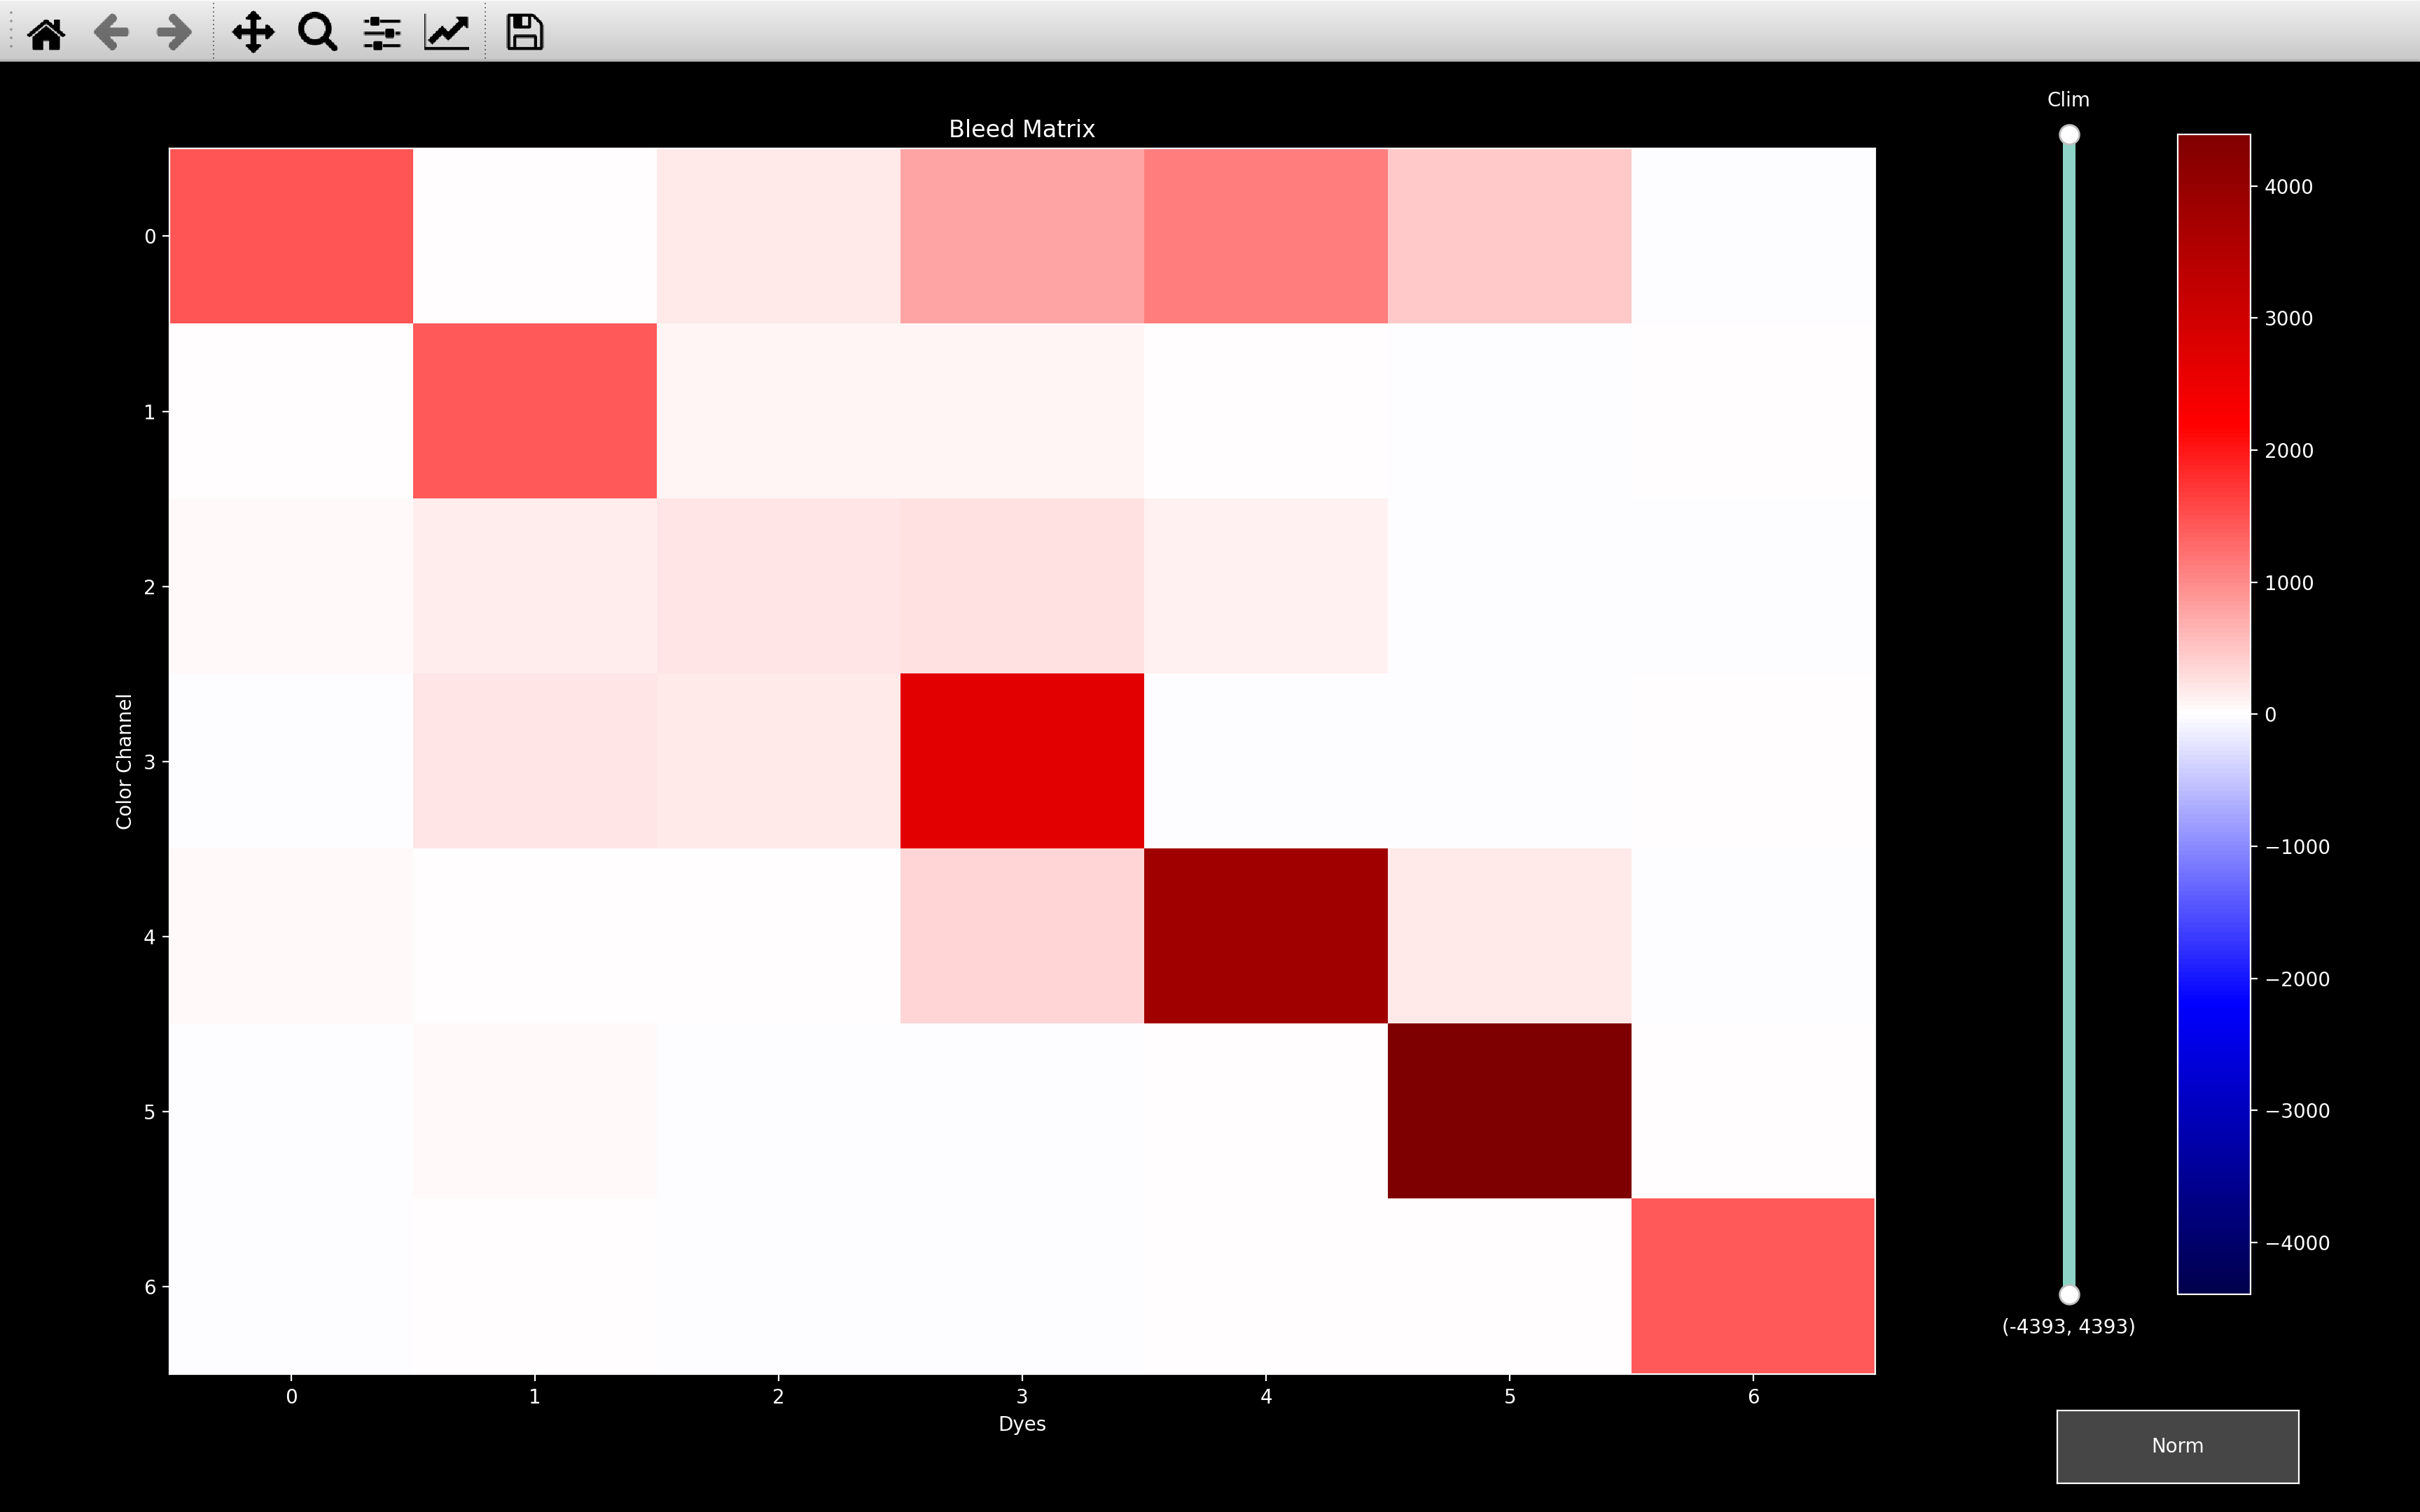 Clim
Bleed Matrix
0
1
2
3
4
5
6
Color Channel
0 1 2 3 4 5 6
Dyes
4000
3000
2000
1000
0
−1000
−2000
−3000
−4000
(-4393, 4393)
Norm